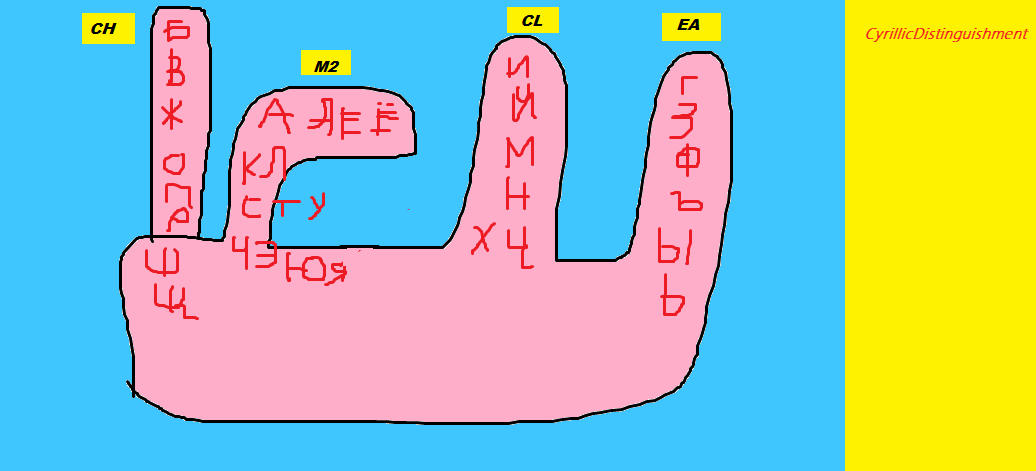 CH
Б
В
Ж
О
П
Р
Ш
Щ
M2
А Д Е Ё
К Л
С Т У
Ч Э Ю Я
CL
И
Й
М
Н
Х Ц
EA
Г
З
Ф
Ъ
Ы
Ь
CyrillicDistinguishment